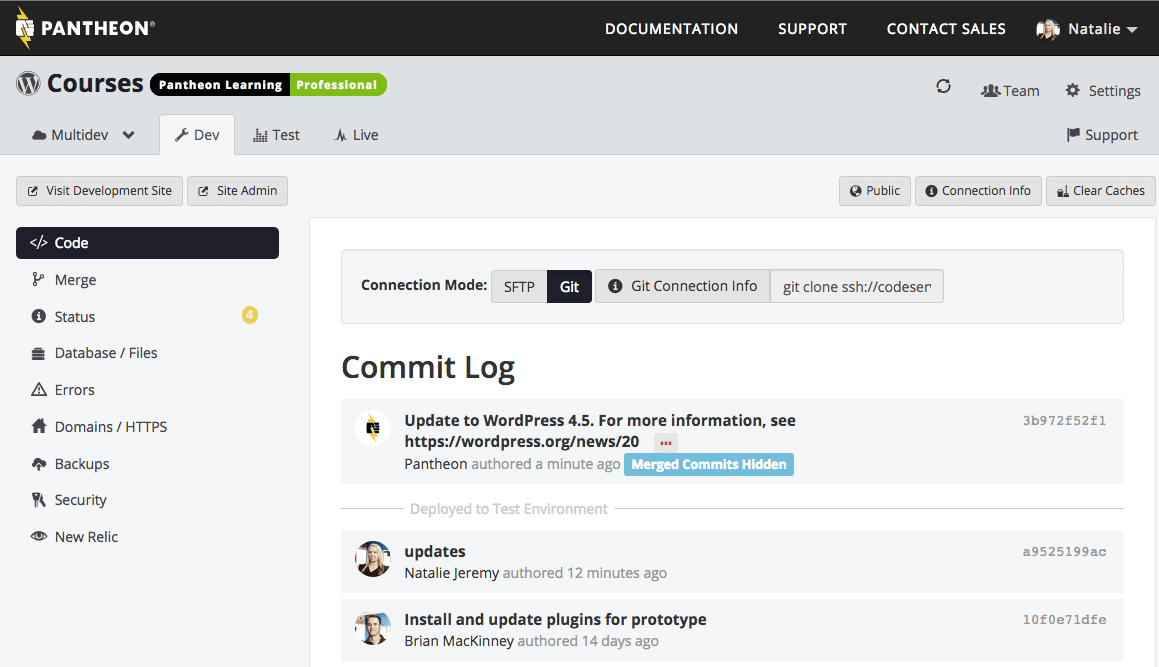 PANTHEON®
DOCUMENTATION
SUPPORT
CONTACT SALES
Natalie
Courses
Pantheon Learning Professional
Team
Settings
Multidev
Dev
Test
Live
Support
Visit Development Site
Site Admin
Public
Connection Info
Clear Caches
Code
Merge
Status
4
Database / Files
Errors
Domains / HTTPS
Backups
Security
New Relic
Connection Mode: SFTP Git Git Connection Info git clone ssh://codeser
Commit Log
Update to WordPress 4.5. For more information, see
https://wordpress.org/news/20 ...
Pantheon authored a minute ago Merged Commits Hidden
3b972f52f1
Deployed to Test Environment
updates
Natalie Jeremy authored 12 minutes ago
a9525199ac
Install and update plugins for prototype
Brian MacKinney authored 14 days ago
10f0e71dfe